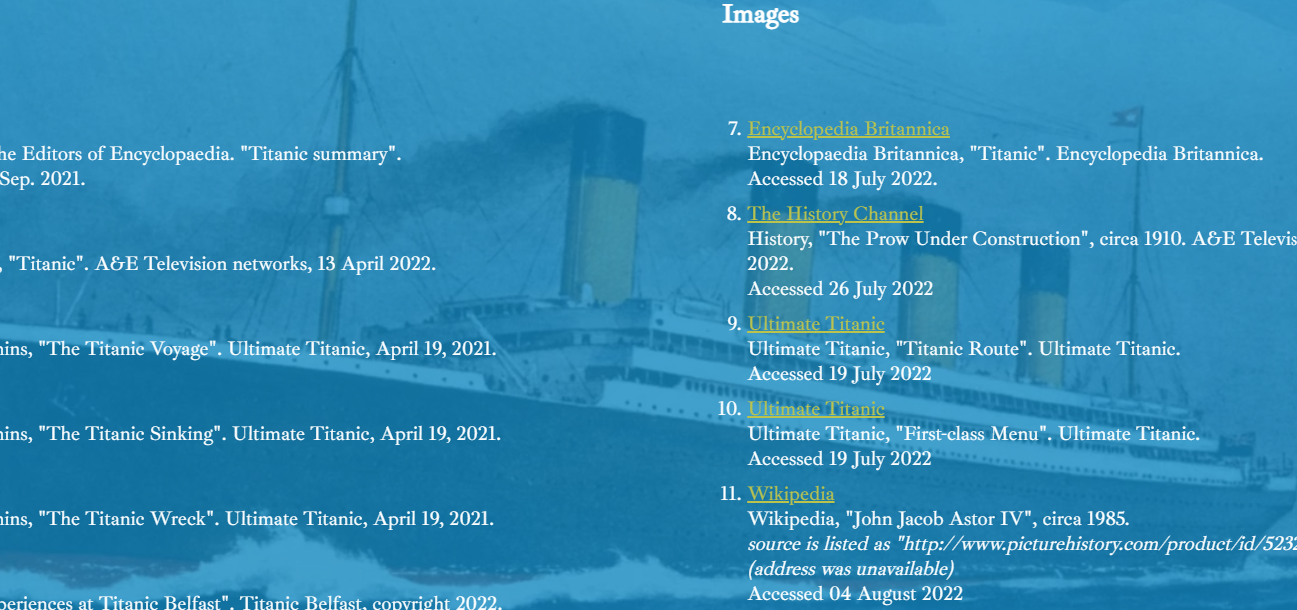 he Editors of Encyclopaedia. "Titanic summary".
Sep. 2021.
, "Titanic". A&E Television networks, 13 April 2022.
"The Titanic Voyage". Ultimate Titanic, April 19, 2021.
"The Titanic Sinking". Ultimate Titanic, April 19, 2021.
"The Titanic Wreck". Ultimate Titanic, April 19, 2021.
at Titanic Belfast". Titanic Belfast, copyright 2022.
Images
7. Encyclopedia Britannica
Encyclopaedia Britannica, "Titanic". Encyclopedia Britannica.
Accessed 18 July 2022.
8. The History Channel
History, "The Prow Under Construction", circa 1910. A&E Televis
2022.
Accessed 26 July 2022
9. Ultimate Titanic
Ultimate Titanic, "Titanic Route". Ultimate Titanic.
Accessed 19 July 2022
10. Ultimate Titanic
Ultimate Titanic, "First-class Menu". Ultimate Titanic.
Accessed 19 July 2022
11. Wikipedia
Wikipedia, "John Jacob Astor IV", circa 1985.
source is listed as "http://www.picturehistory.com/product/id/5232
(address was unavailable)
Accessed 04 August 2022